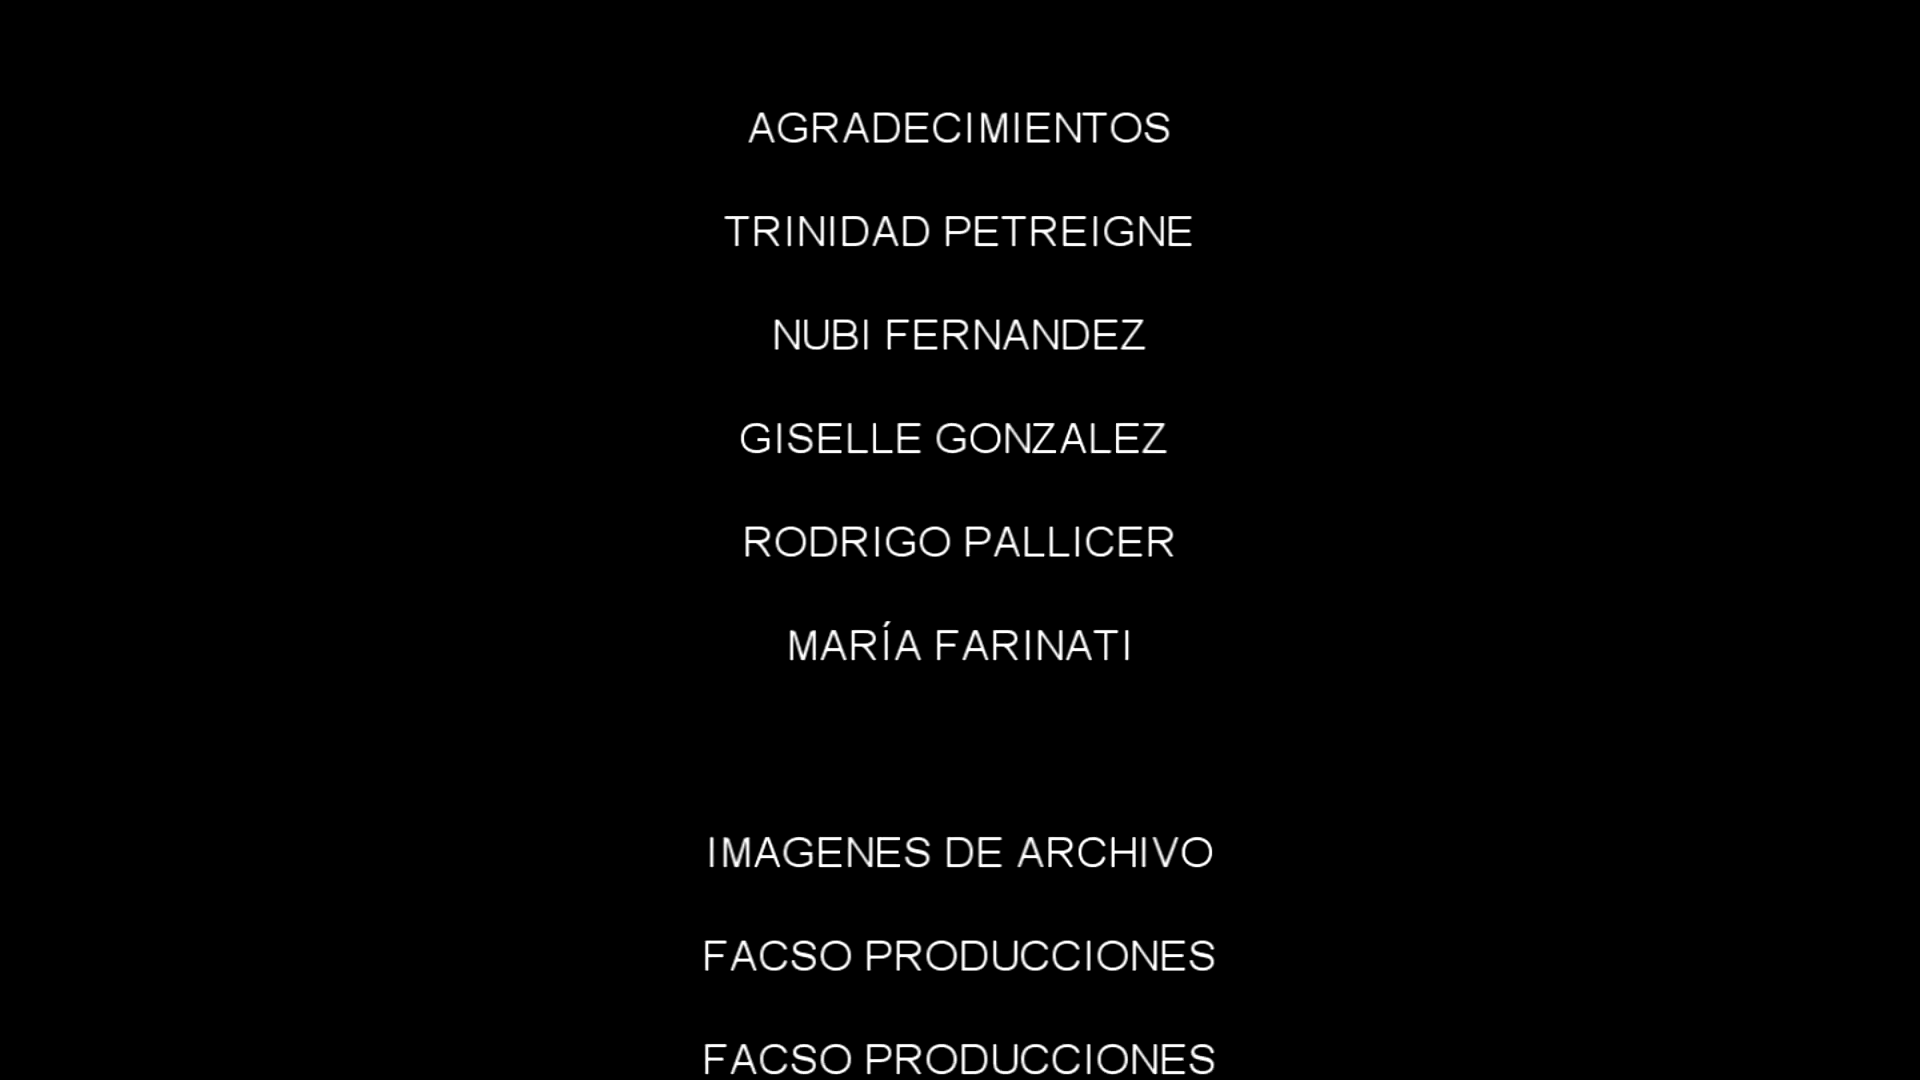 AGRADECIMIENTOS
TRINIDAD PETREIGNE
NUBI FERNANDEZ
GISELLE GONZALEZ
RODRIGO PALLICER
MARÍA FARINATI
IMAGENES DE ARCHIVO
FACSO PRODUCCIONES
FACSO PRODUCCIONES